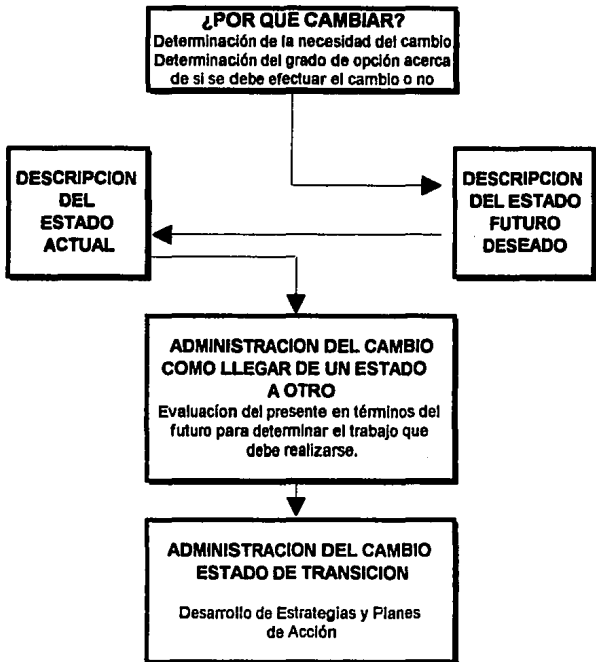 ¿POR QUE CAMBIAR?
Determinación de la necesidad del cambio
Determinación del grado de opción acerca
de si se debe efectuar el cambio o no
DESCRIPCION
DEL
ESTADO
ACTUAL
DESCRIPCION
DEL ESTADO
FUTURO
DESEADO
ADMINISTRACION DEL CAMBIO
COMO LLEGAR DE UN ESTADO
A OTRO
Evaluacíon del presente en términos del
futuro para determinar el trabajo que
debe realizarse.
ADMINISTRACION DEL CAMBIO
ESTADO DE TRANSICION
Desarrollo de Estrategias y Planes
de Acción